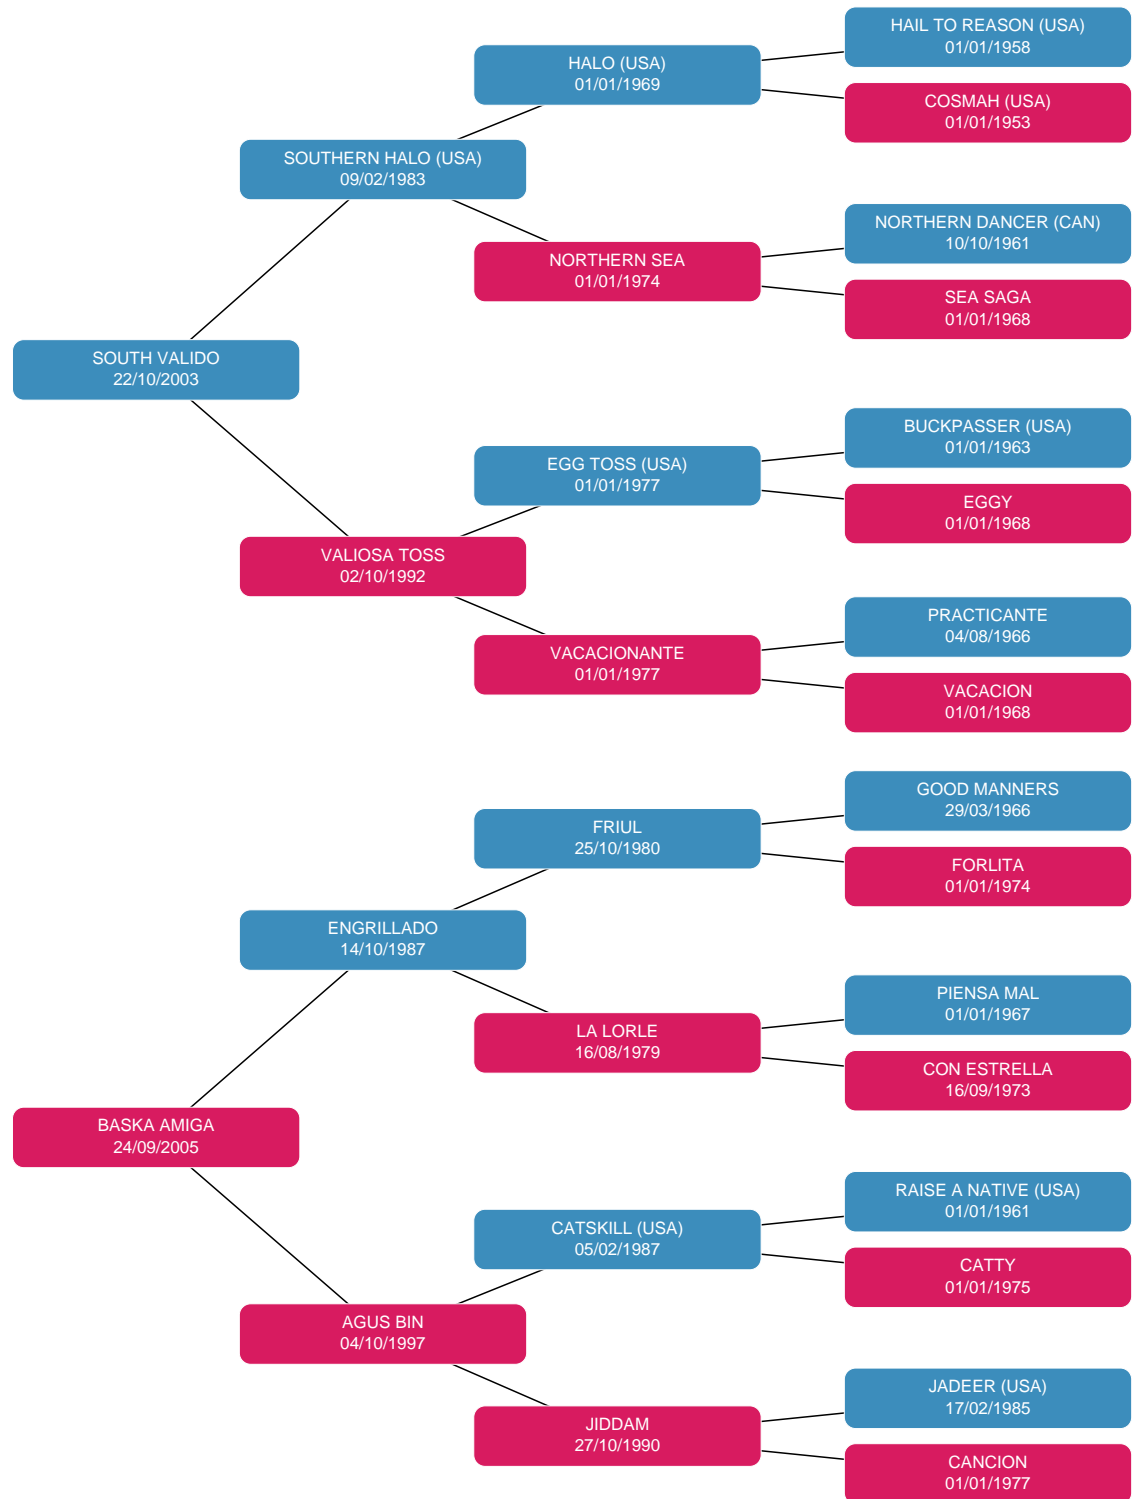 HAIL TO REASON (USA)
01/01/1958
HALO (USA)
01/01/1969
COSMAH (USA)
01/01/1953
SOUTHERN HALO (USA)
09/02/1983
NORTHERN DANCER (CAN)
10/10/1961
NORTHERN SEA
01/01/1974
SEA SAGA
01/01/1968
SOUTH VALIDO
22/10/2003
BUCKPASSER (USA)
01/01/1963
EGG TOSS (USA)
01/01/1977
EGGY
01/01/1968
VALIOSA TOSS
02/10/1992
PRACTICANTE
04/08/1966
VACACIONANTE
01/01/1977
VACACION
01/01/1968
GOOD MANNERS
29/03/1966
FRIUL
25/10/1980
FORLITA
01/01/1974
ENGRILLADO
14/10/1987
PIENSA MAL
01/01/1967
LA LORLE
16/08/1979
CON ESTRELLA
16/09/1973
BASKA AMIGA
24/09/2005
RAISE A NATIVE (USA)
01/01/1961
CATSKILL (USA)
05/02/1987
CATTY
01/01/1975
AGUS BIN
04/10/1997
JADEER (USA)
17/02/1985
JIDDAM
27/10/1990
CANCION
01/01/1977